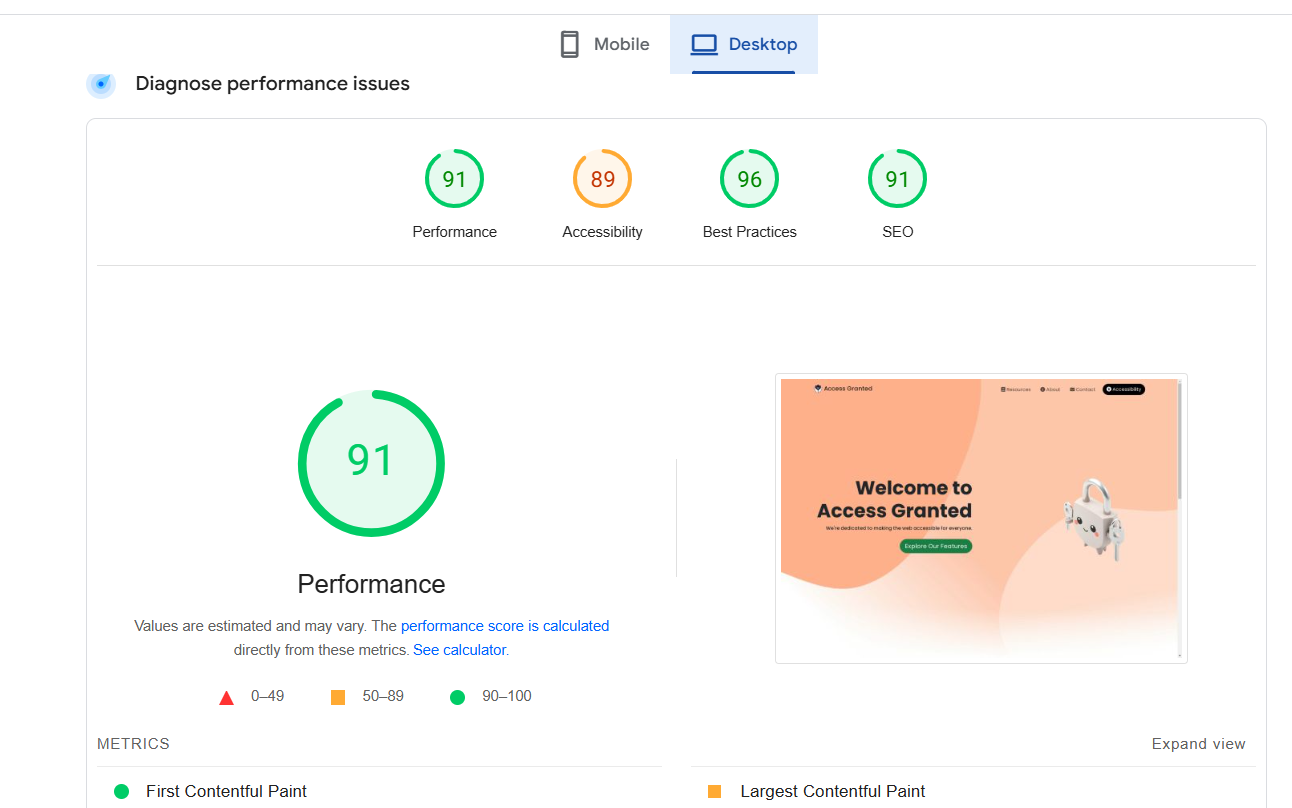 Mobile
Desktop
Diagnose performance issues
91
89
96
91
Performance
Accessibility
Best Practices
SEO
91
Performance
Values are estimated and may vary. The performance score is calculated
directly from these metrics. See calculator.
0–49
50–89
90–100
Access Granted
Resources
About
Contact
Accessibility
Welcome to
Access Granted
We're dedicated to making the web accessible for everyone.
Explore Our Features
METRICS
Expand view
First Contentful Paint
Largest Contentful Paint